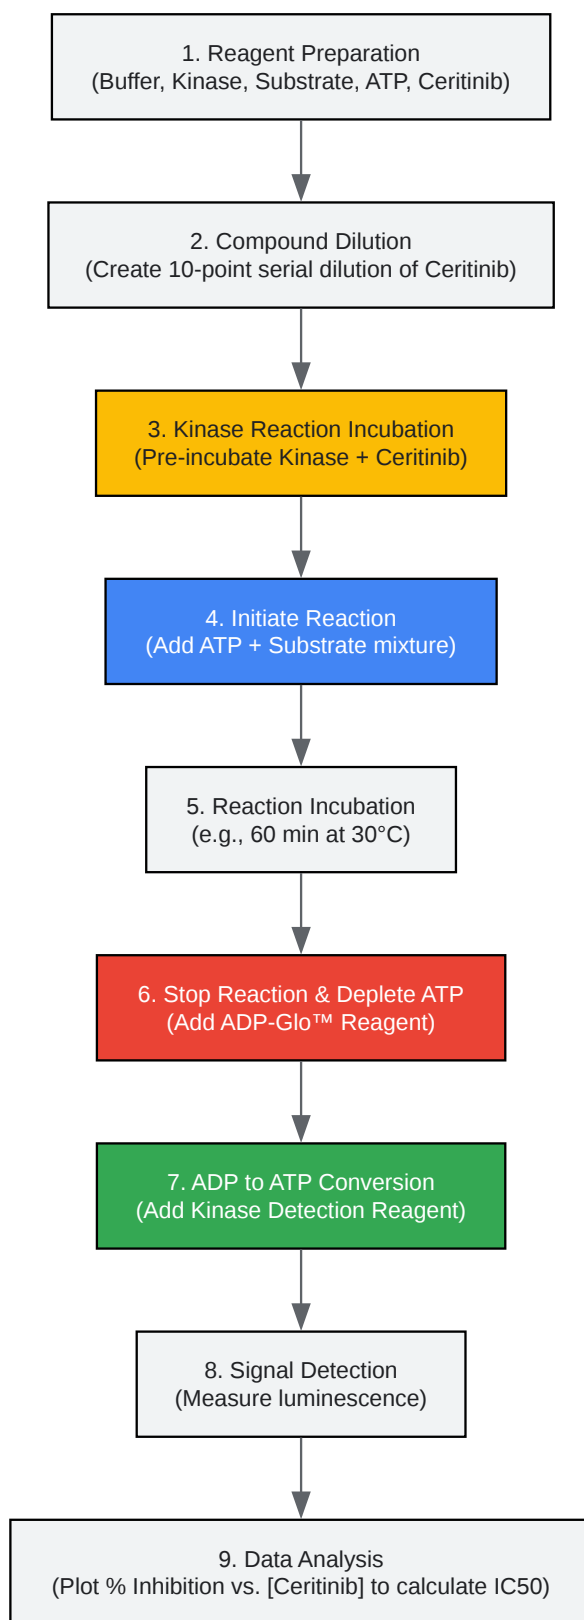 1. Reagent Preparation
(Buffer, Kinase, Substrate, ATP, Ceritinib)
2. Compound Dilution
(Create 10-point serial dilution of Ceritinib)
3. Kinase Reaction Incubation
(Pre-incubate Kinase + Ceritinib)
4. Initiate Reaction
(Add ATP + Substrate mixture)
5. Reaction Incubation
(e.g., 60 min at 30°C)
6. Stop Reaction & Deplete ATP
(Add ADP-Glo™ Reagent)
7. ADP to ATP Conversion
(Add Kinase Detection Reagent)
8. Signal Detection
(Measure luminescence)
9. Data Analysis
(Plot % Inhibition vs. [Ceritinib] to calculate IC50)